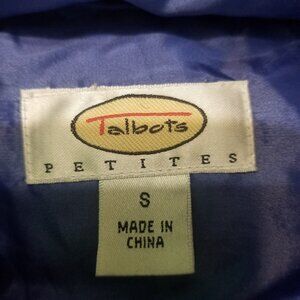 Talbots
PETITES
S
MADE IN
CHINA